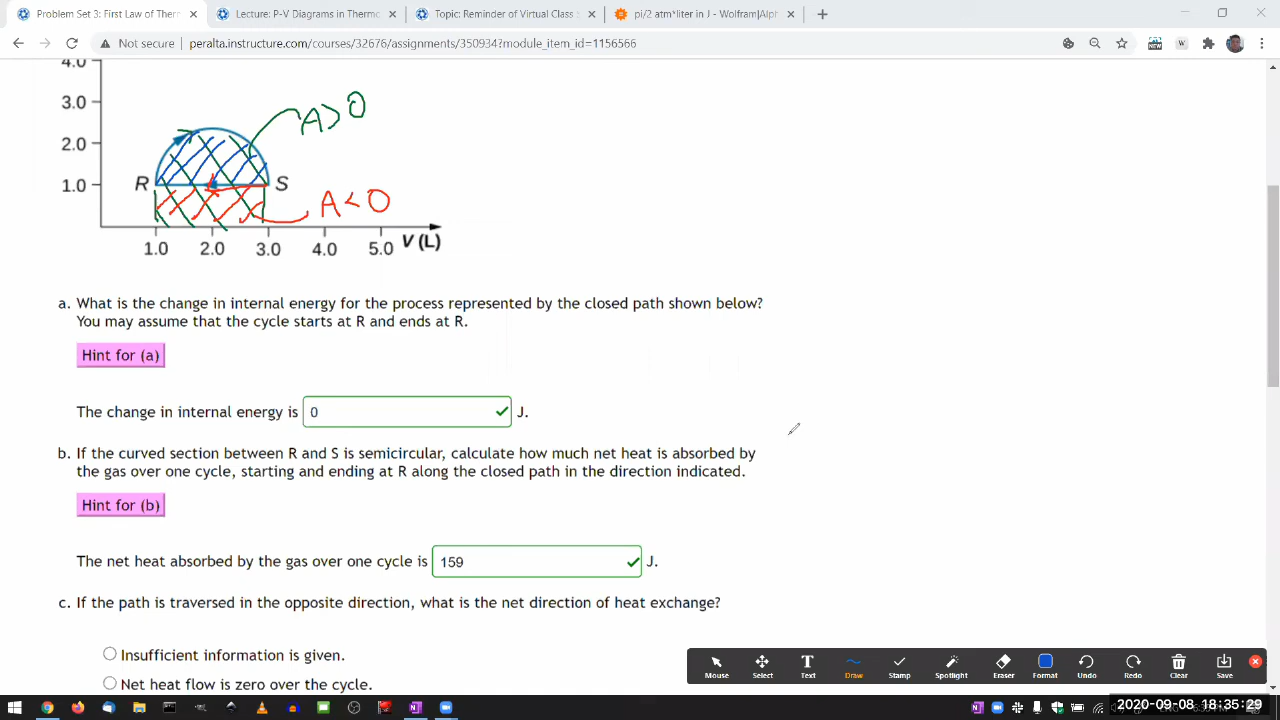 Problem Set 3: First Law of Therm
Lecture: P-V Diagrams in Thermo
Topic: Reminder of Virtual Class
pi/2 atm*liter in J - Wolfram|Alph
Not secure
peralta.instructure.com/courses/32676/assignments/350934?module_item_id=1156566
NEW
W
4.0
3.0
2.0
1.0
R
S
A>0
A<0
1.0 2.0 3.0 4.0 5.0 V (L)
a. What is the change in internal energy for the process represented by the closed path shown below?
You may assume that the cycle starts at R and ends at R.
Hint for (a)
The change in internal energy is 0 J.
b. If the curved section between R and S is semicircular, calculate how much net heat is absorbed by
the gas over one cycle, starting and ending at R along the closed path in the direction indicated.
Hint for (b)
The net heat absorbed by the gas over one cycle is 159 J.
c. If the path is traversed in the opposite direction, what is the net direction of heat exchange?
Insufficient information is given.
Net heat flow is zero over the cycle.
Mouse Select Text Draw Stamp Spotlight Eraser Format Undo Redo Clear Save
2020-09-08 18:35:29